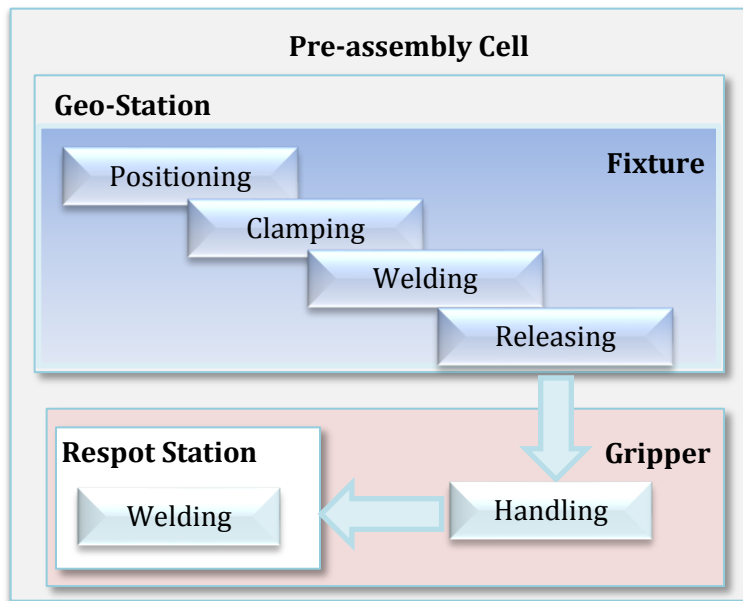 Pre-assembly Cell
Geo-Station
Fixture
Positioning
Clamping
Welding
Releasing
Respot Station
Gripper
Welding
Handling